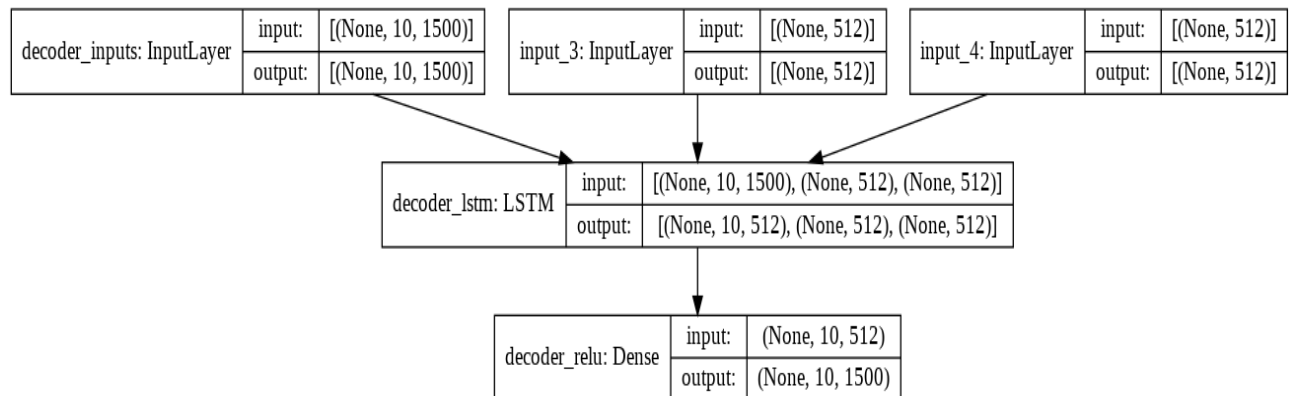 decoder_inputs: InputLayer
input: [(None, 10, 1500)]
output: [(None, 10, 1500)]
input_3: InputLayer
input: [(None, 512)]
output: [(None, 512)]
input_4: InputLayer
input: [(None, 512)]
output: [(None, 512)]
decoder_lstm: LSTM
input: [(None, 10, 1500), (None, 512), (None, 512)]
output: [(None, 10, 512), (None, 512), (None, 512)]
decoder_relu: Dense
input: (None, 10, 512)
output: (None, 10, 1500)